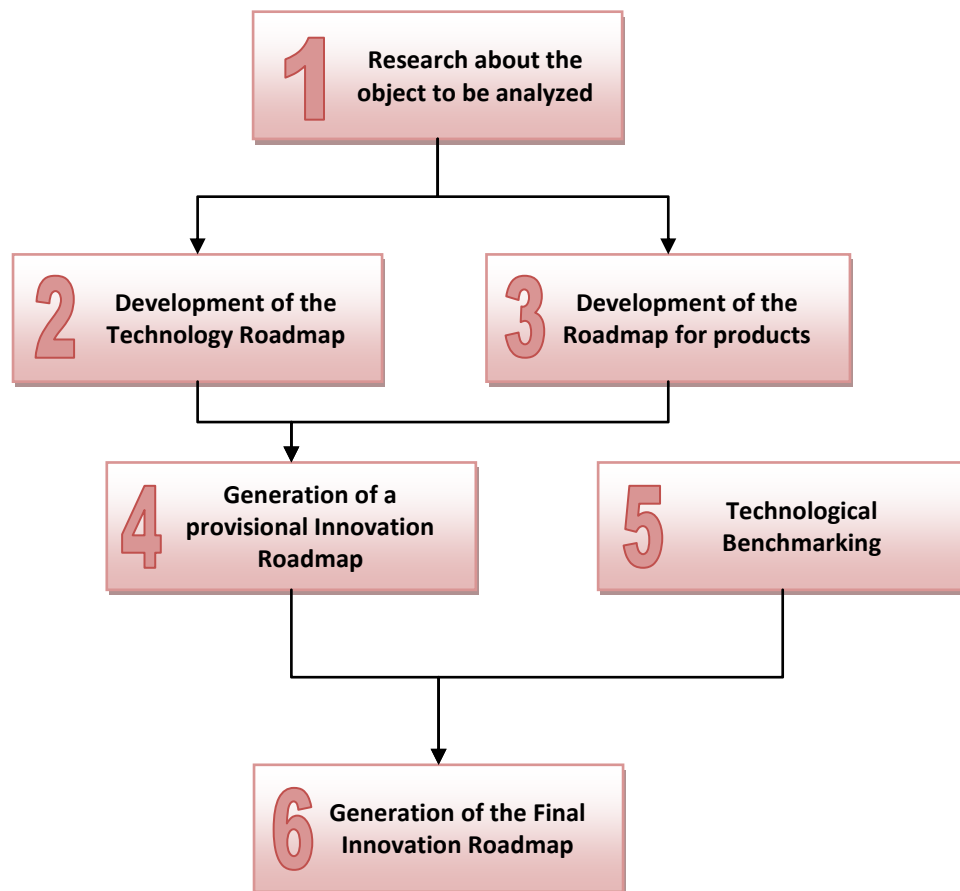 1
Research about the
object to be analyzed
2
Development of the
Technology Roadmap
3
Development of the
Roadmap for products
4
Generation of a
provisional Innovation
Roadmap
5
Technological
Benchmarking
6
Generation of the Final
Innovation Roadmap